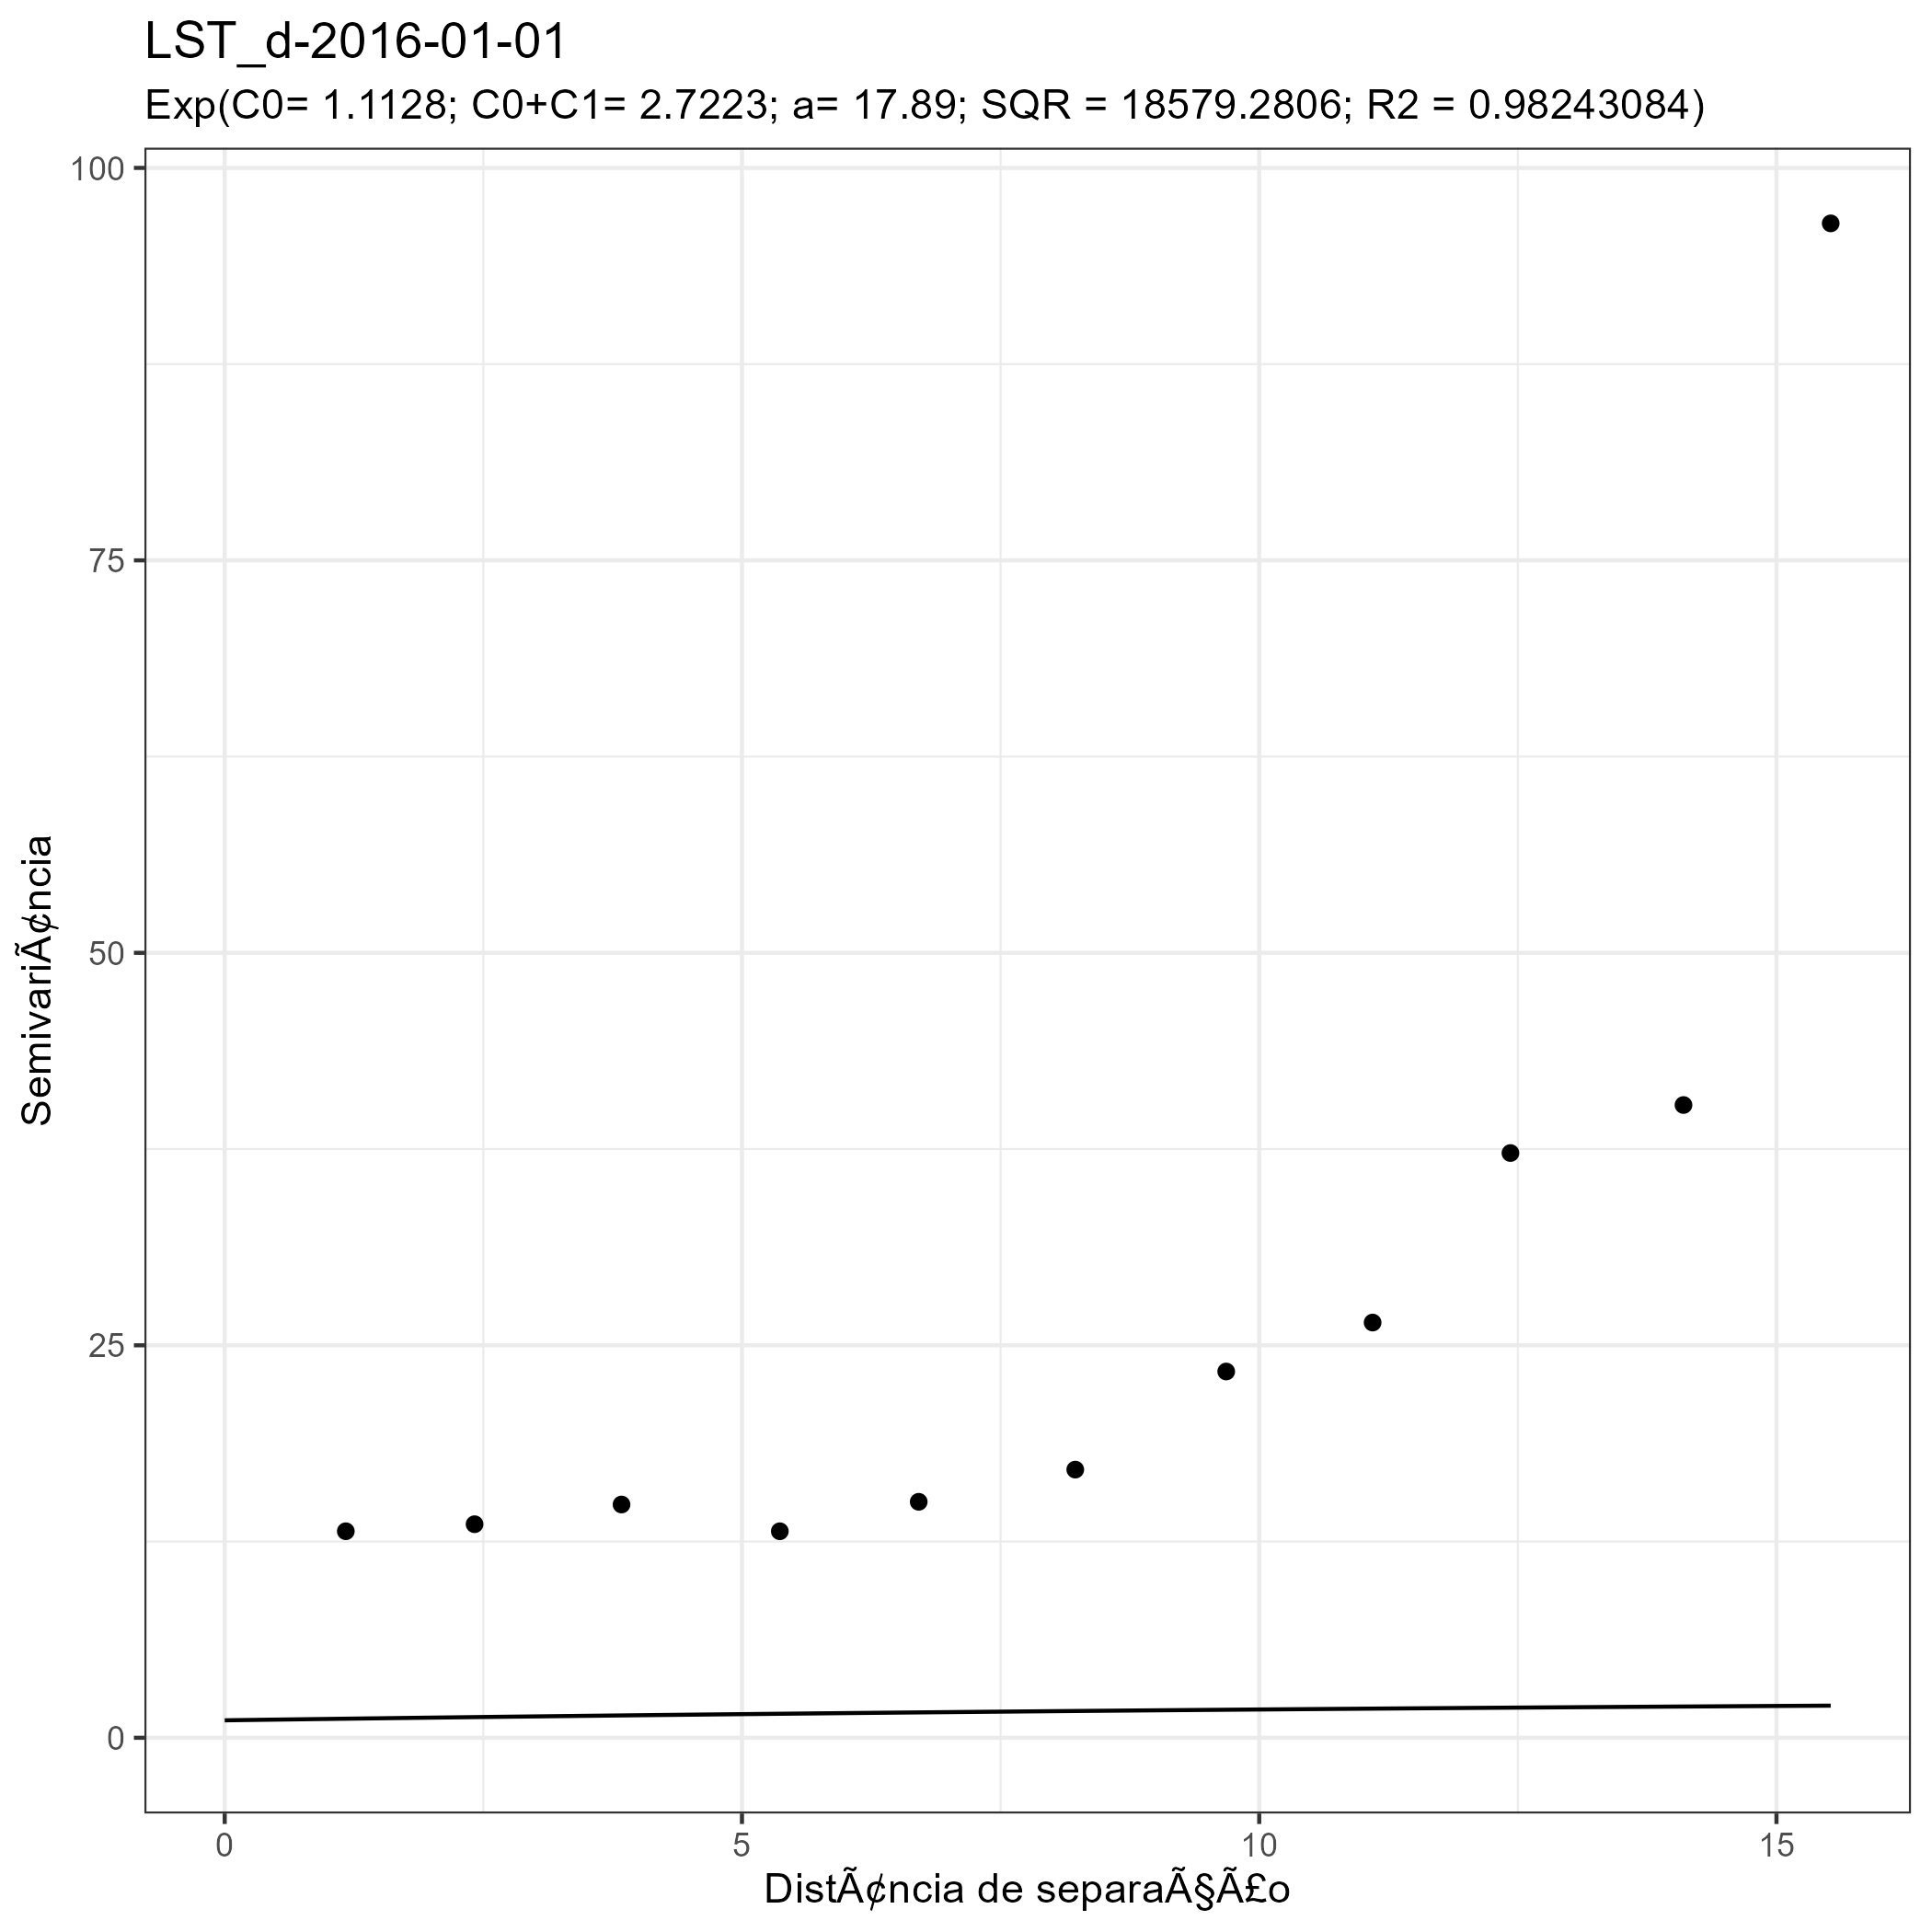 LST_d-2016-01-01
Exp(C0= 1.1128; C0+C1= 2.7223; a= 17.89; SQR = 18579.2806; R2 = 0.98243084)
100
75
50
25
0
SemivariÃ¢ncia
0
5
10
15
DistÃ¢ncia de separaÃ§Ã£o